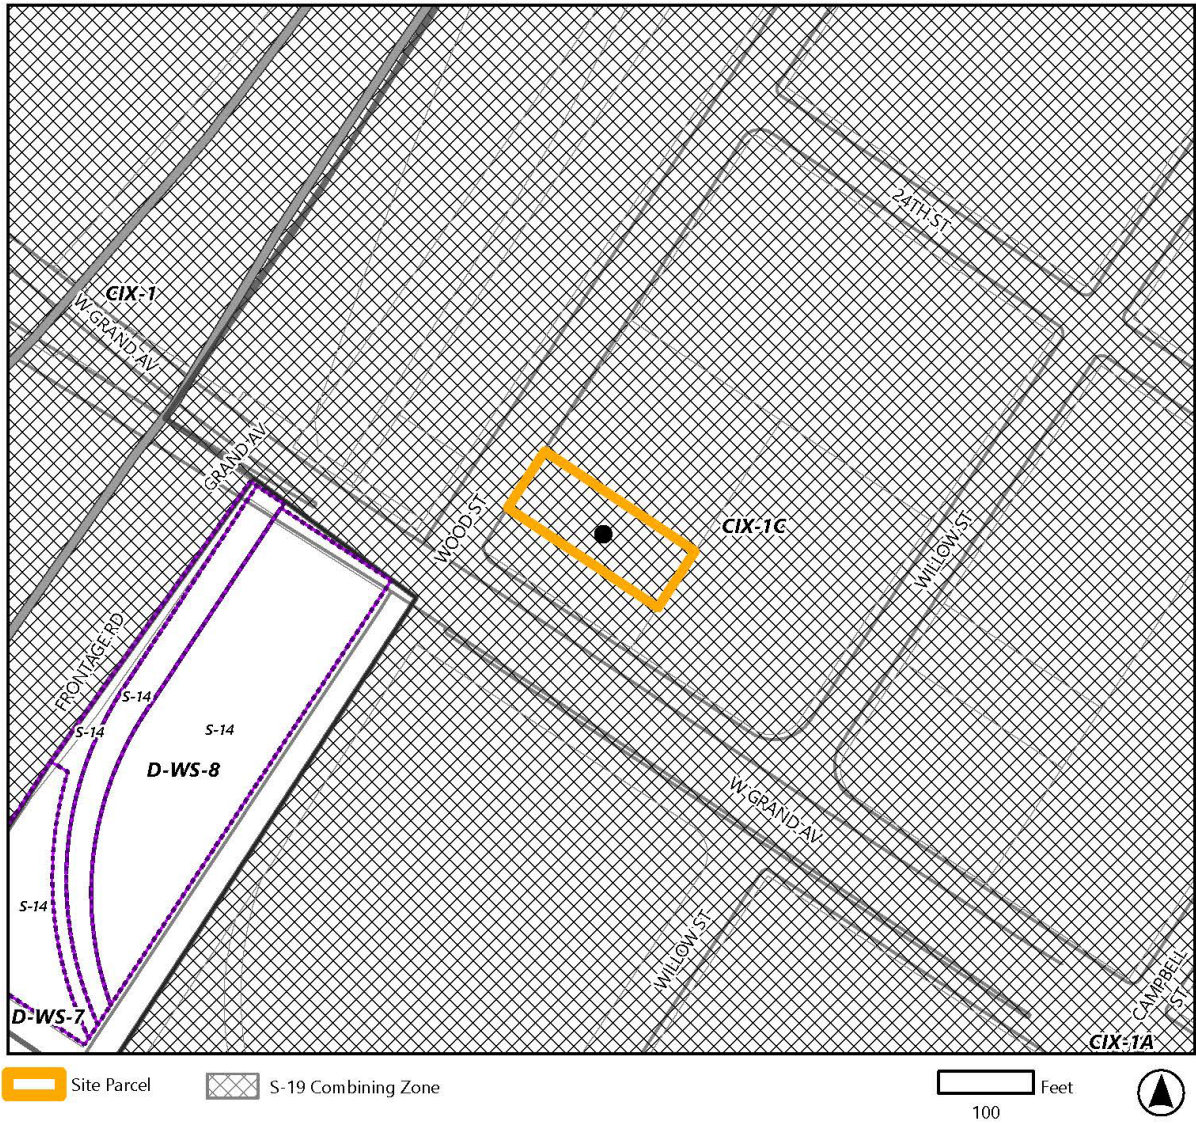 24TH ST
CIX-1
W GRAND AV
GRAND AV
WOOD ST
CIX-1C
WILLOW ST
FRONTAGE RD
S-14
S-14
S-14
D-WS-8
W GRAND AV
S-14
WILLOW ST
CAMPBELL
ST
D-WS-7
CIX-1A
Site Parcel
S-19 Combining Zone
Feet
100